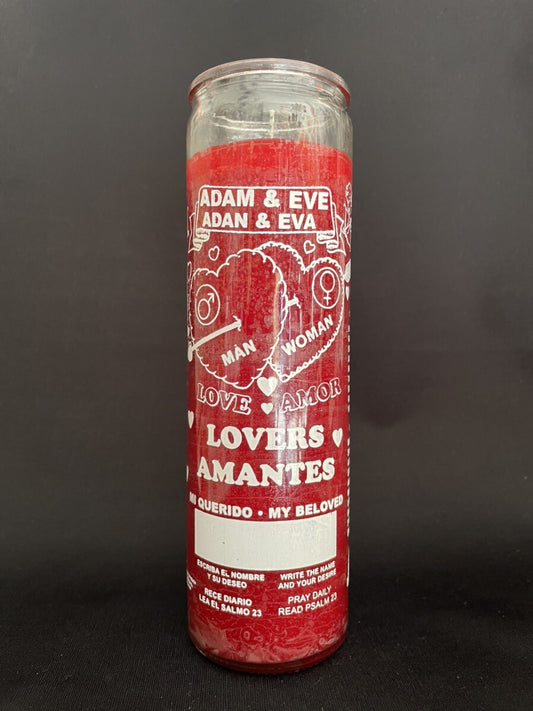 ADAM & EVE
ADAN & EVA
♂ ♀
MAN WOMAN
LOVE AMOR
LOVERS
AMANTES
MI QUERIDO • MY BELOVED
ESCRIBA EL NOMBRE
Y SU DESEO
WRITE THE NAME
AND YOUR DESIRE
RECE DIARIO
LEA EL SALMO 23
PRAY DAILY
READ PSALM 23